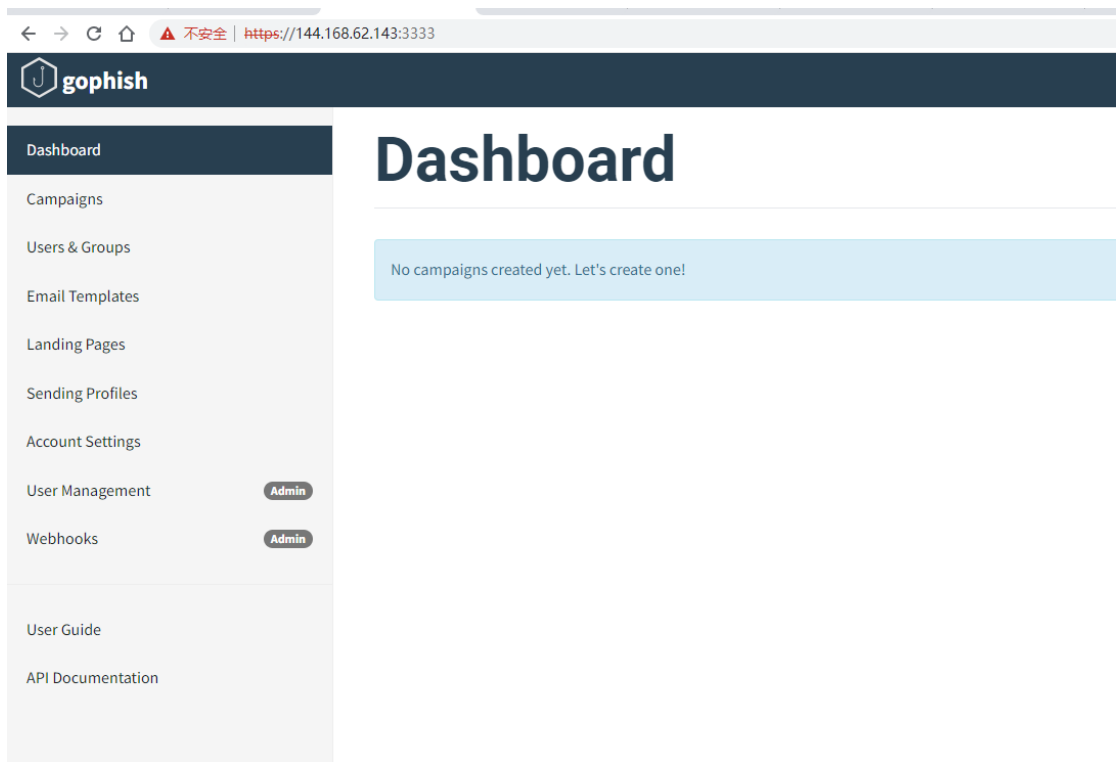 不安全 | https://144.168.62.143:3333
gophish
Dashboard
Campaigns
Users & Groups
Email Templates
Landing Pages
Sending Profiles
Account Settings
User Management Admin
Webhooks Admin
User Guide
API Documentation
Dashboard
No campaigns created yet. Let's create one!